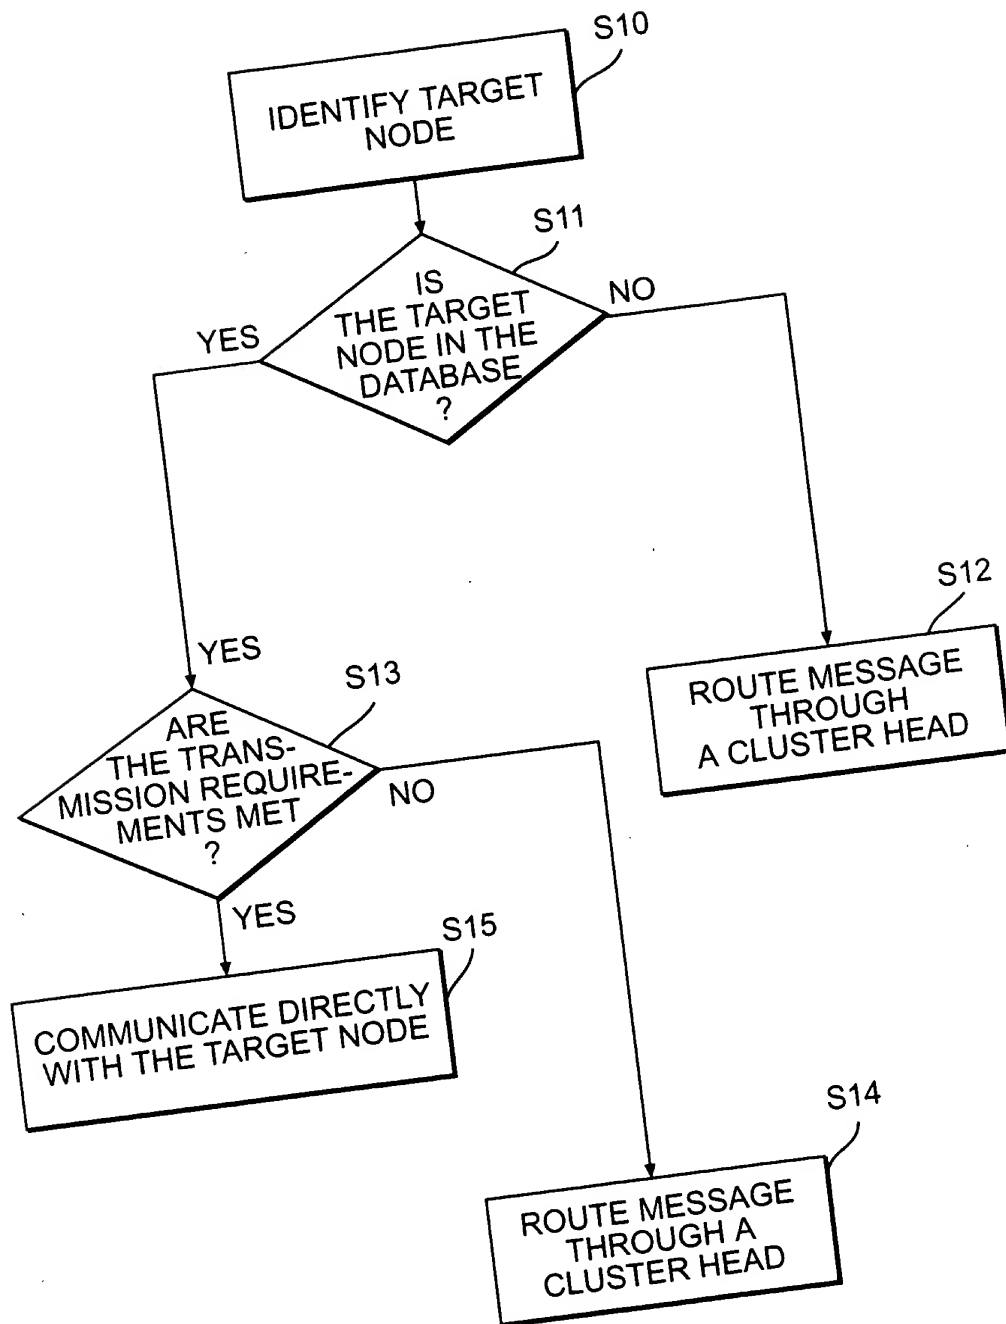 S10
IDENTIFY TARGET
NODE
S11
IS
THE TARGET
NODE IN THE
DATABASE
?
YES
NO
S12
ROUTE MESSAGE
THROUGH
A CLUSTER HEAD
YES
S13
ARE
THE TRANS-
MISSION REQUIRE-
MENTS MET
?
NO
YES
S15
COMMUNICATE DIRECTLY
WITH THE TARGET NODE
S14
ROUTE MESSAGE
THROUGH A
CLUSTER HEAD